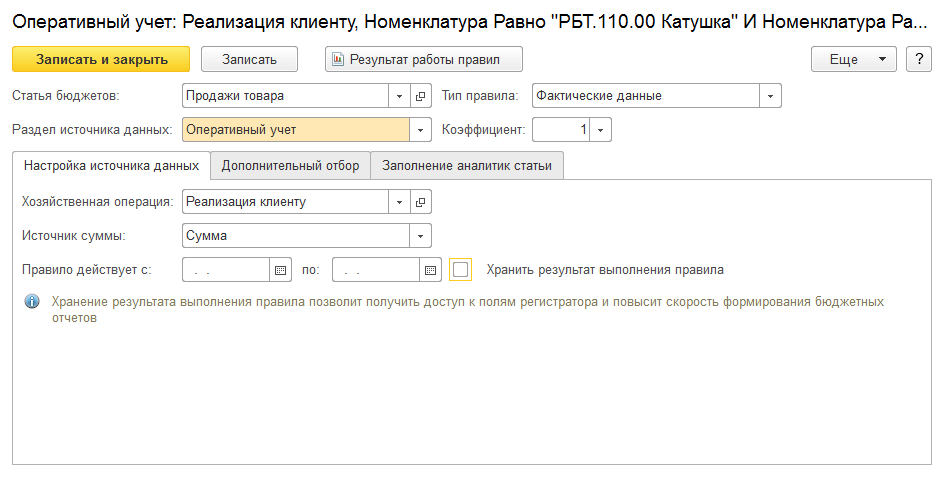 Оперативный учет: Реализация клиенту, Номенклатура Равно "РБТ.110.00 Катушка" И Номенклатура Ра...
Записать и закрыть Записать Результат работы правил Еще ?
Статья бюджетов: Продажи товара Тип правила: Фактические данные
Раздел источника данных: Оперативный учет Коэффициент: 1
Настройка источника данных Дополнительный отбор Заполнение аналитик статьи
Хозяйственная операция: Реализация клиенту
Источник суммы: Сумма
Правило действует с: . . по: . . Хранить результат выполнения правила
Хранение результата выполнения правила позволит получить доступ к полям регистратора и повысит скорость формирования бюджетных
отчетов